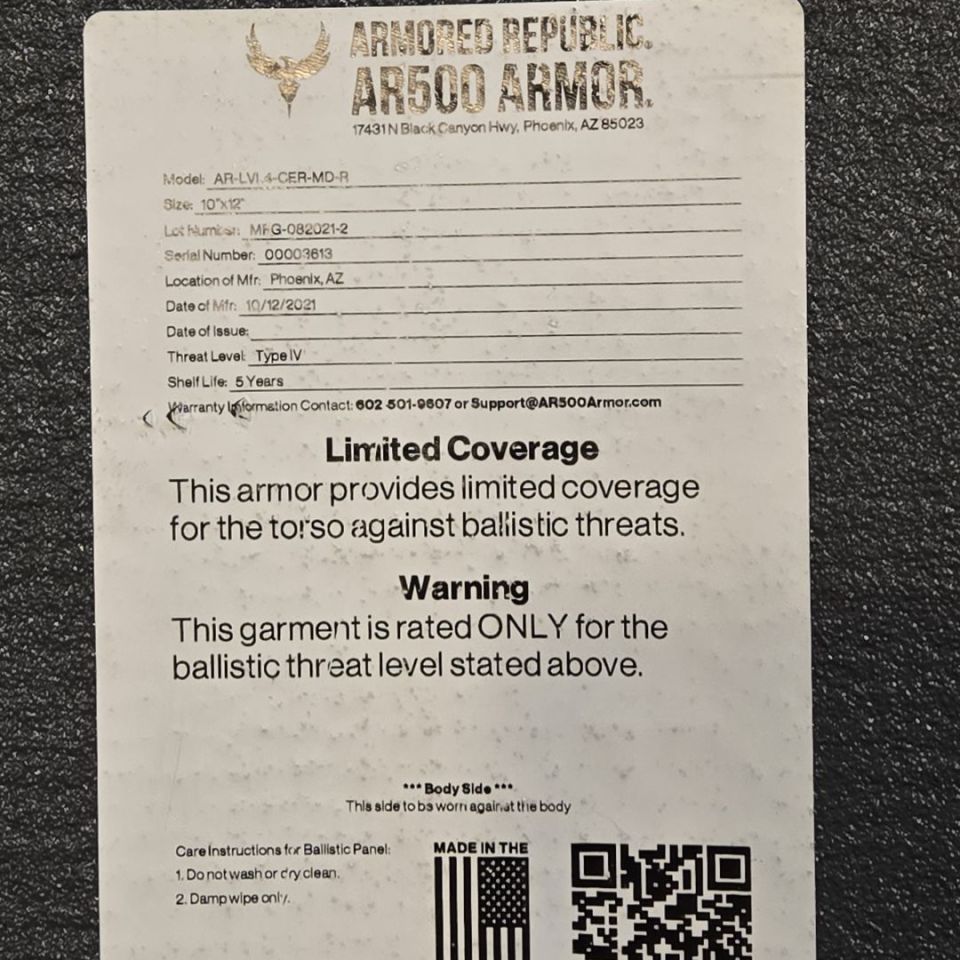 ARMORED REPUBLIC.
AR500 ARMOR.
17431 N Black Canyon Hwy, Phoenix, AZ 85023
Model: AR-LVL4-CER-MD-R
Size: 10"x12"
Lot Number: MFG-082021-2
Serial Number: 00003613
Location of Mfr: Phoenix, AZ
Date of Mfr: 10/12/2021
Date of Issue:
Threat Level: Type IV
Shelf Life: 5 Years
Warranty Information Contact: 602-501-9607 or Support@AR500Armor.com
Limited Coverage
This armor provides limited coverage
for the torso against ballistic threats.
Warning
This garment is rated ONLY for the
ballistic threat level stated above.
*** Body Side ***
This side to be worn against the body
Care Instructions for Ballistic Panel:
1. Do not wash or dry clean.
2. Damp wipe only.
MADE IN THE